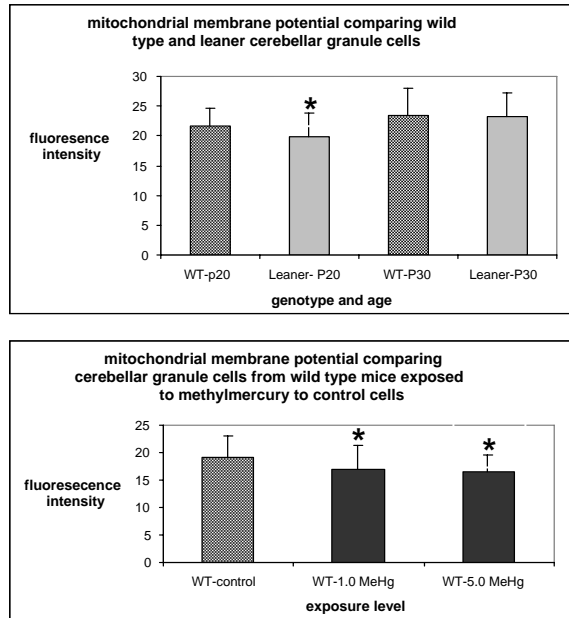 mitochondrial membrane potential comparing wild
type and leaner cerebellar granule cells
30
25
20
15
10
5
0
fluoresence
intensity
*
WT-p20 Leaner- P20 WT-P30 Leaner-P30
genotype and age
mitochondrial membrane potential comparing
cerebellar granule cells from wild type mice exposed
to methylmercury to control cells
25
20
15
10
5
0
fluoresecence
intensity
* *
WT-control WT-1.0 MeHg WT-5.0 MeHg
exposure level